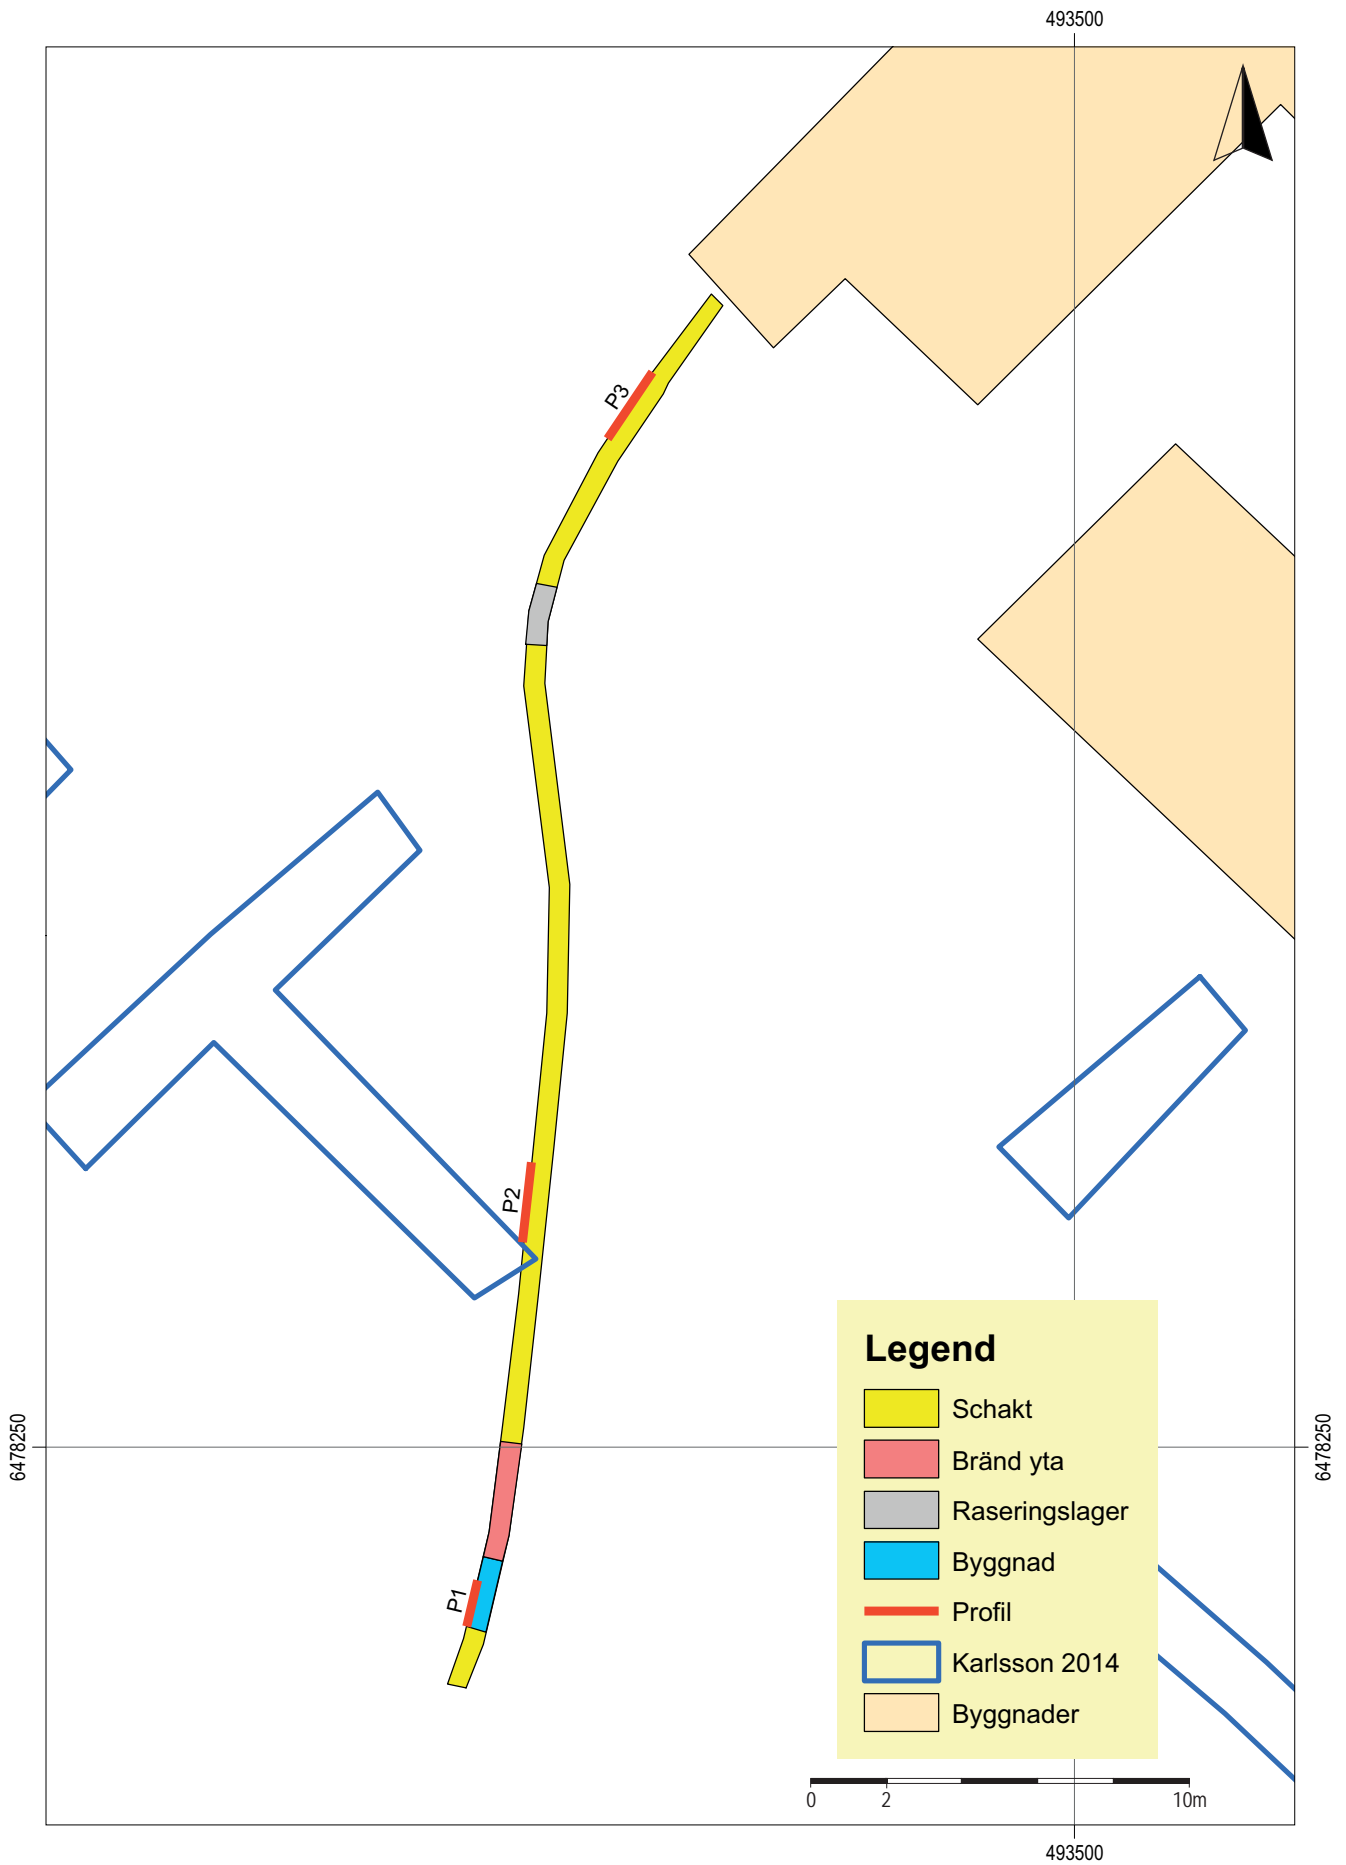 493500
P3
P2
6478250
6478250
P1
Legend
Schakt
Bränd yta
Raseringslager
Byggnad
Profil
Karlsson 2014
Byggnader
0 2 10m
493500